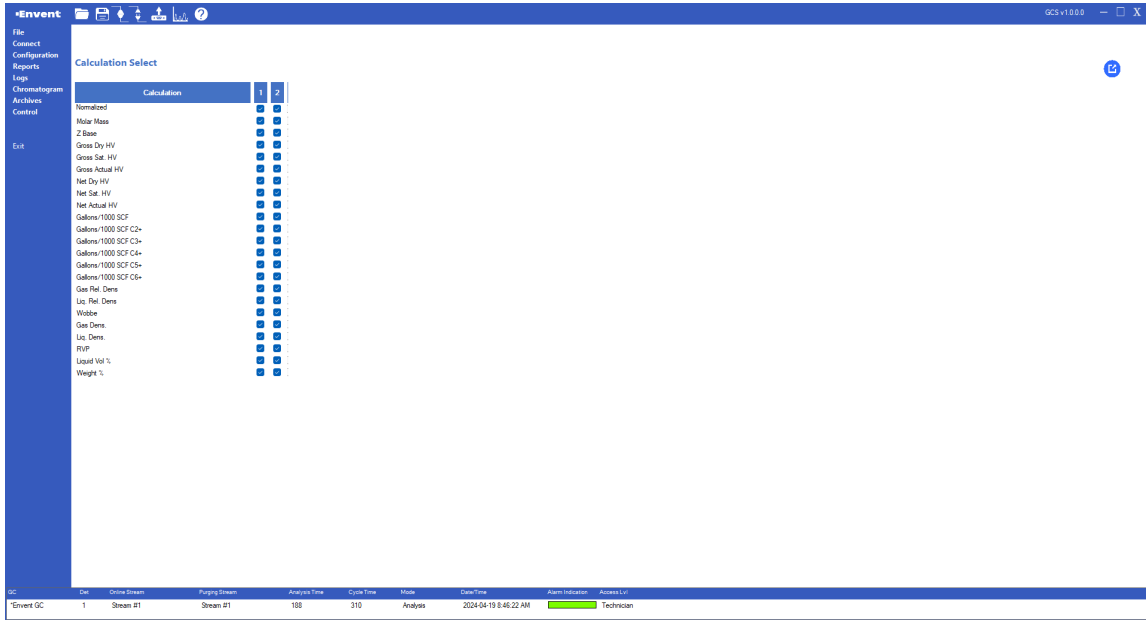 Envent GCS v1.0.0.0 X
File
Connect
Configuration
Reports
Logs
Chromatogram
Archives
Control
Exit
Calculation Select
Calculation 1 2
Normalized
Molar Mass
Z Base
Gross Dry HV
Gross Sat. HV
Gross Actual HV
Net Dry HV
Net Sat. HV
Net Actual HV
Gallons/1000 SCF
Gallons/1000 SCF C2+
Gallons/1000 SCF C3+
Gallons/1000 SCF C4+
Gallons/1000 SCF C5+
Gallons/1000 SCF C6+
Gas Rel. Dens
Liq. Rel. Dens
Wobbe
Gas Dens.
Liq. Dens.
RVP
Liquid Vol %
Weight %
GC Det Online Stream Purging Stream Analysis Time Cycle Time Mode Date/Time Alarm Indication Access Lvl
*Envent GC 1 Stream #1 Stream #1 188 310 Analysis 2024-04-19 8:46:22 AM Technician